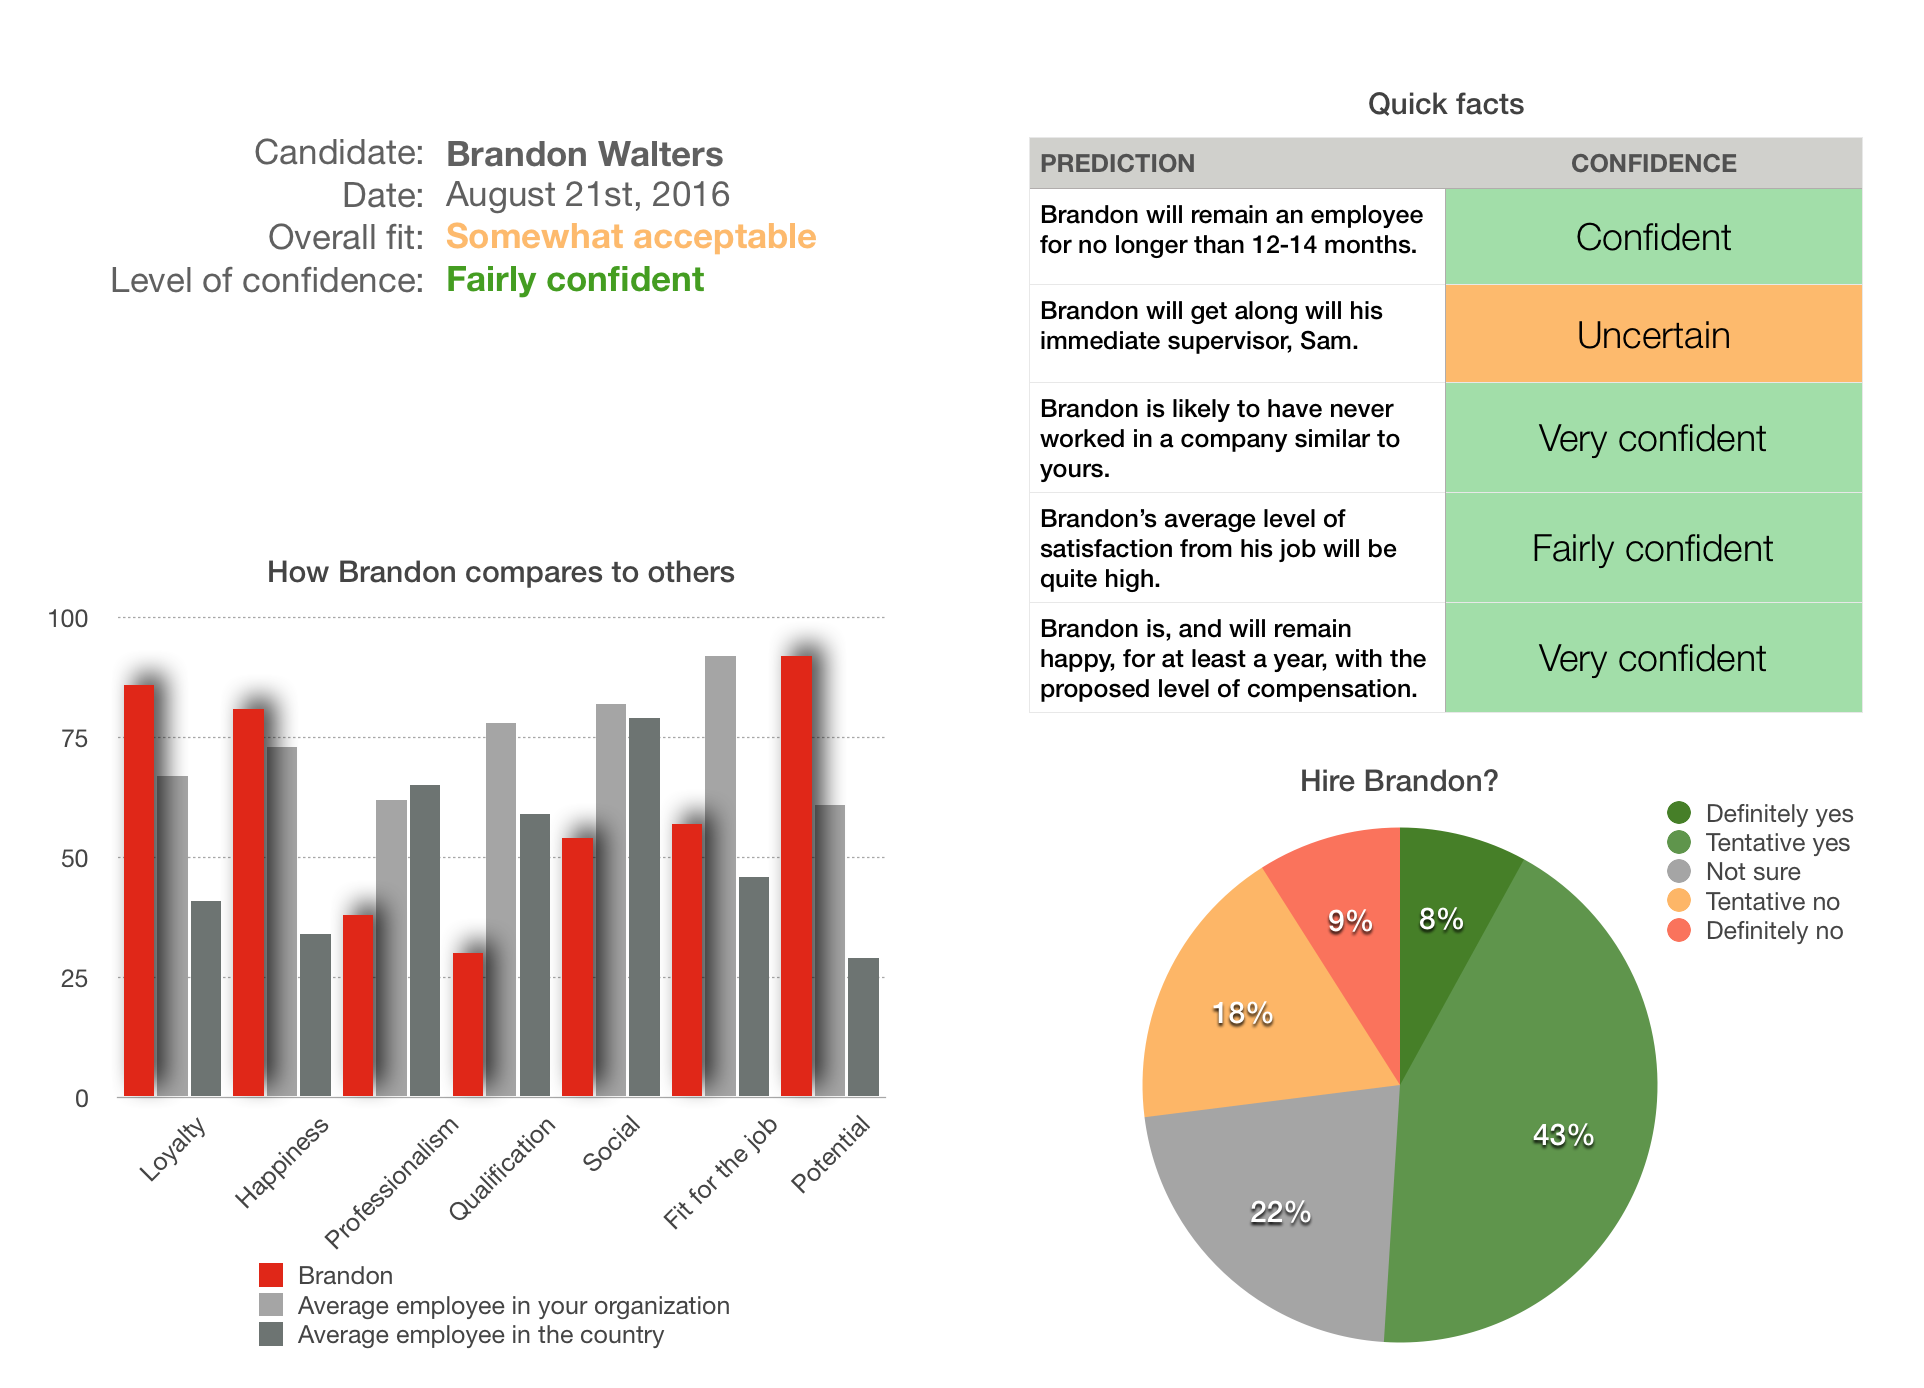 Candidate: Brandon Walters
Date: August 21st, 2016
Overall fit: Somewhat acceptable
Level of confidence: Fairly confident
Quick facts
PREDICTION CONFIDENCE
Brandon will remain an employee
for no longer than 12-14 months.
Confident
Brandon will get along will his
immediate supervisor, Sam.
Uncertain
Brandon is likely to have never
worked in a company similar to
yours.
Very confident
Brandon’s average level of
satisfaction from his job will be
quite high.
Fairly confident
Brandon is, and will remain
happy, for at least a year, with the
proposed level of compensation.
Very confident
How Brandon compares to others
100
75
50
25
0
Loyalty
Happiness
Professionalism
Qualification
Social
Fit for the job
Potential
Brandon
Average employee in your organization
Average employee in the country
Hire Brandon?
Definitely yes
Tentative yes
Not sure
Tentative no
Definitely no
9%
8%
18%
43%
22%